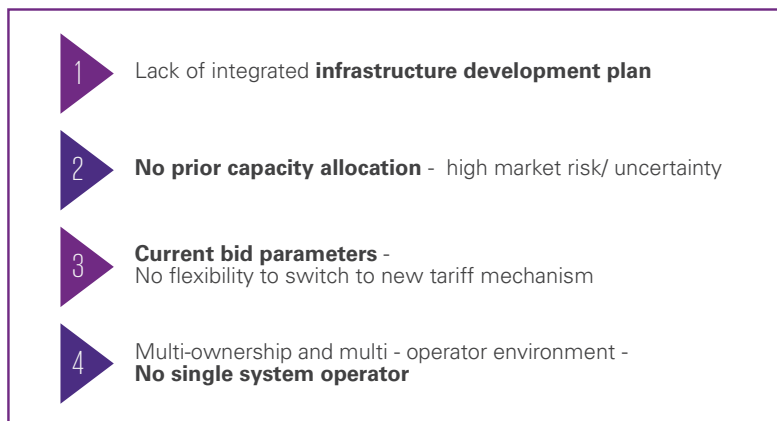 1
Lack of integrated infrastructure development plan
2
No prior capacity allocation - high market risk/ uncertainty
3
Current bid parameters -
No flexibility to switch to new tariff mechanism
4
Multi-ownership and multi - operator environment -
No single system operator